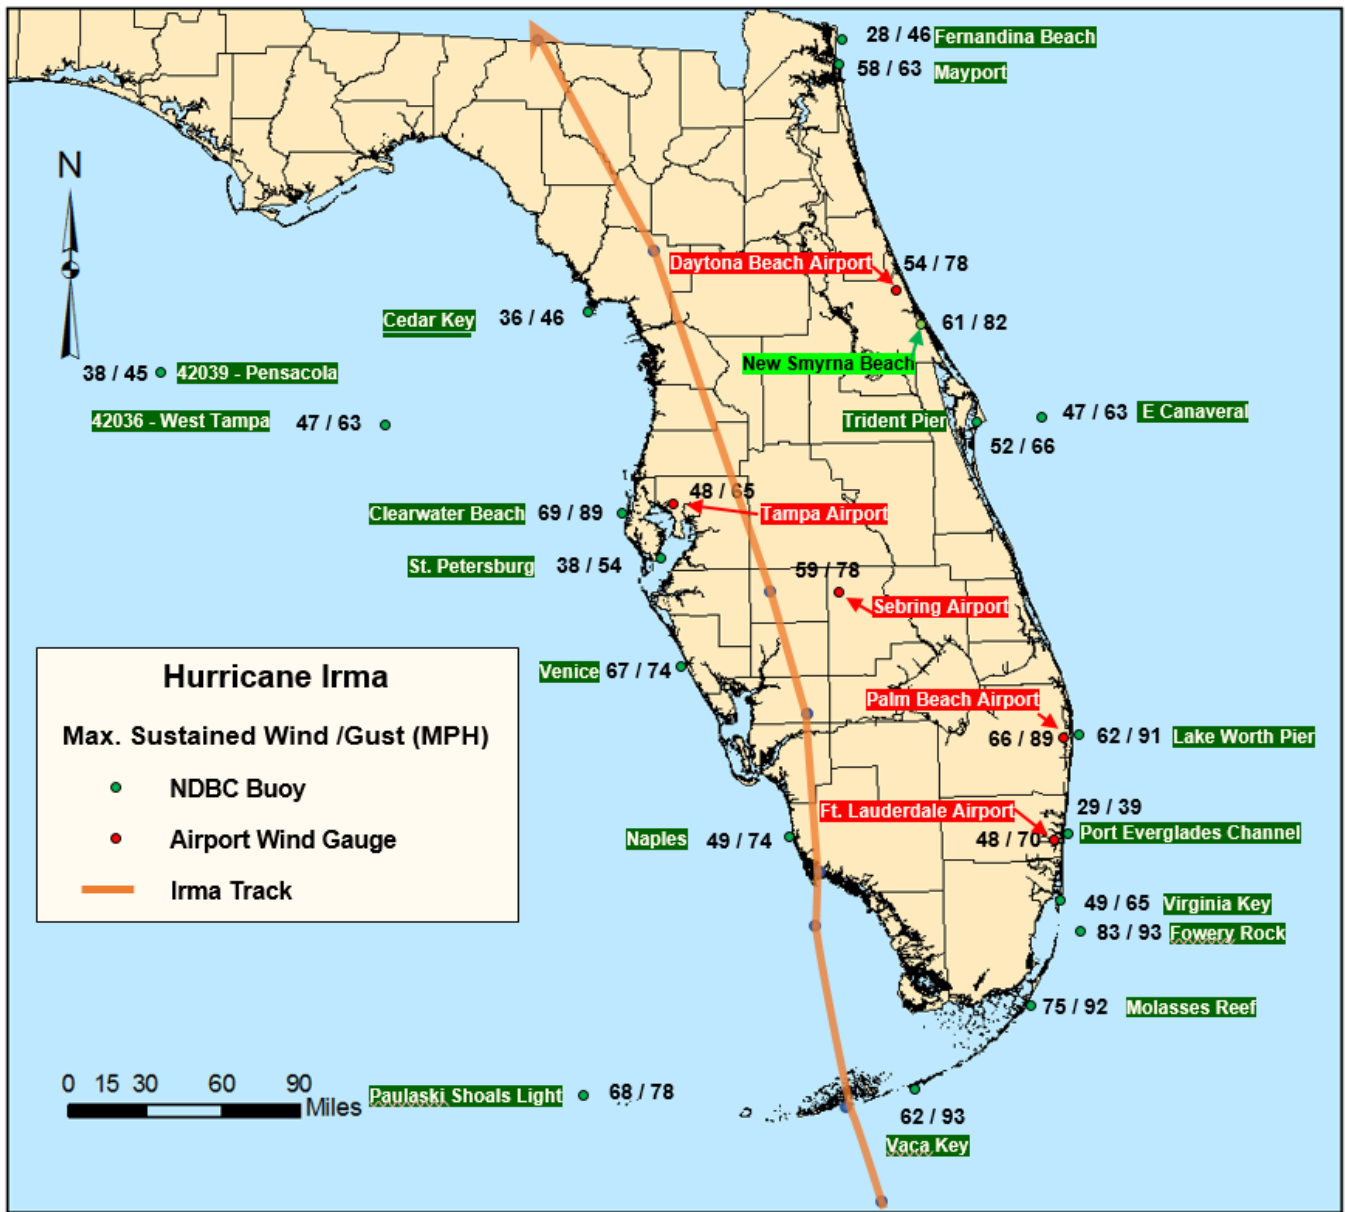 28 / 46 Fernandina Beach
58 / 63 Mayport
N
Daytona Beach Airport 54 / 78
Cedar Key 36 / 46
61 / 82
New Smyrna Beach
38 / 45 42039 - Pensacola
42036 - West Tampa 47 / 63
Trident Pier
47 / 63 E Canaveral
52 / 66
48 / 65
Clearwater Beach 69 / 89
Tampa Airport
St. Petersburg 38 / 54
59 / 78
Sebring Airport
Hurricane Irma
Max. Sustained Wind /Gust (MPH)
NDBC Buoy
Airport Wind Gauge
Irma Track
Venice 67 / 74
Palm Beach Airport
66 / 89
62 / 91 Lake Worth Pier
Ft. Lauderdale Airport
29 / 39
Port Everglades Channel
48 / 70
Naples 49 / 74
49 / 65 Virginia Key
83 / 93 Fowery Rock
75 / 92 Molasses Reef
0 15 30 60 90
Miles
Paulaski Shoals Light 68 / 78
62 / 93
Vaca Key